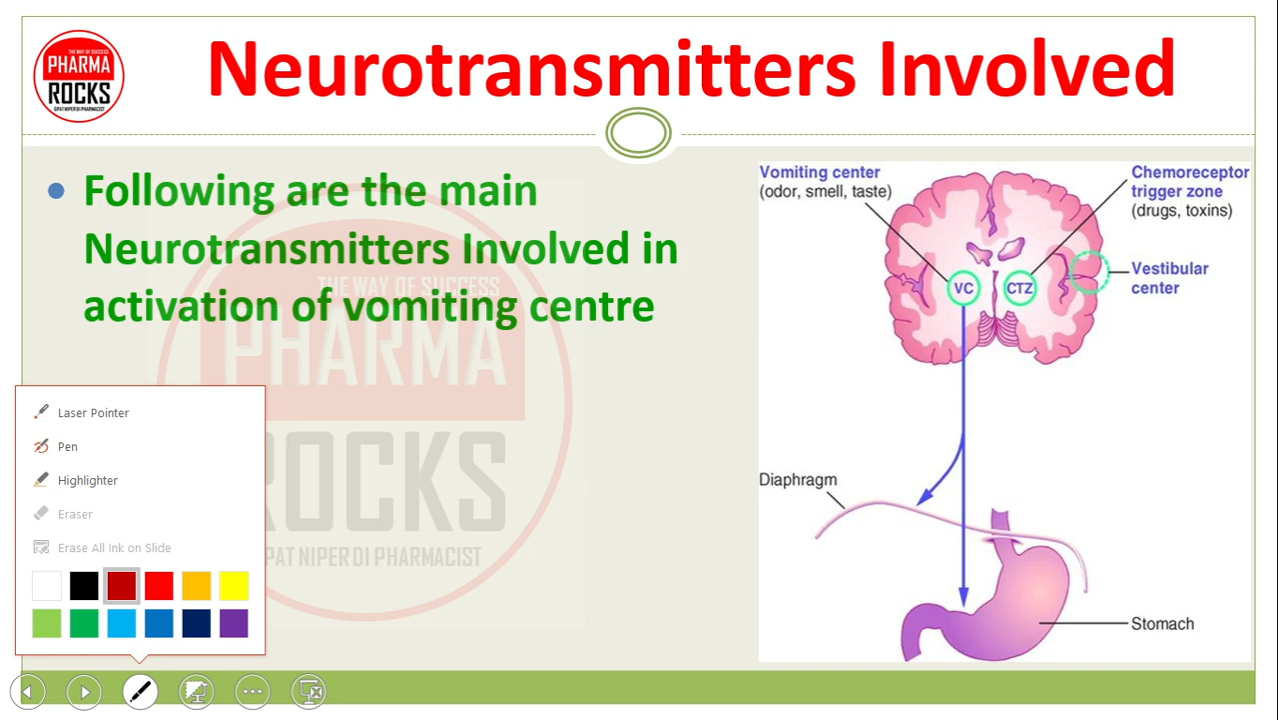 THE WAY OF SUCCESS
PHARMA
ROCKS
GPAT NIPER DI PHARMACIST
Neurotransmitters Involved
• Following are the main
Neurotransmitters Involved in
activation of vomiting centre
THE WAY OF SUCCESS
PHARMA
ROCKS
PAT NIPER DI PHARMACIST
Vomiting center
(odor, smell, taste)
Chemoreceptor
trigger zone
(drugs, toxins)
Vestibular
center
VC
CTZ
Diaphragm
Stomach
Laser Pointer
Pen
Highlighter
Eraser
Erase All Ink on Slide